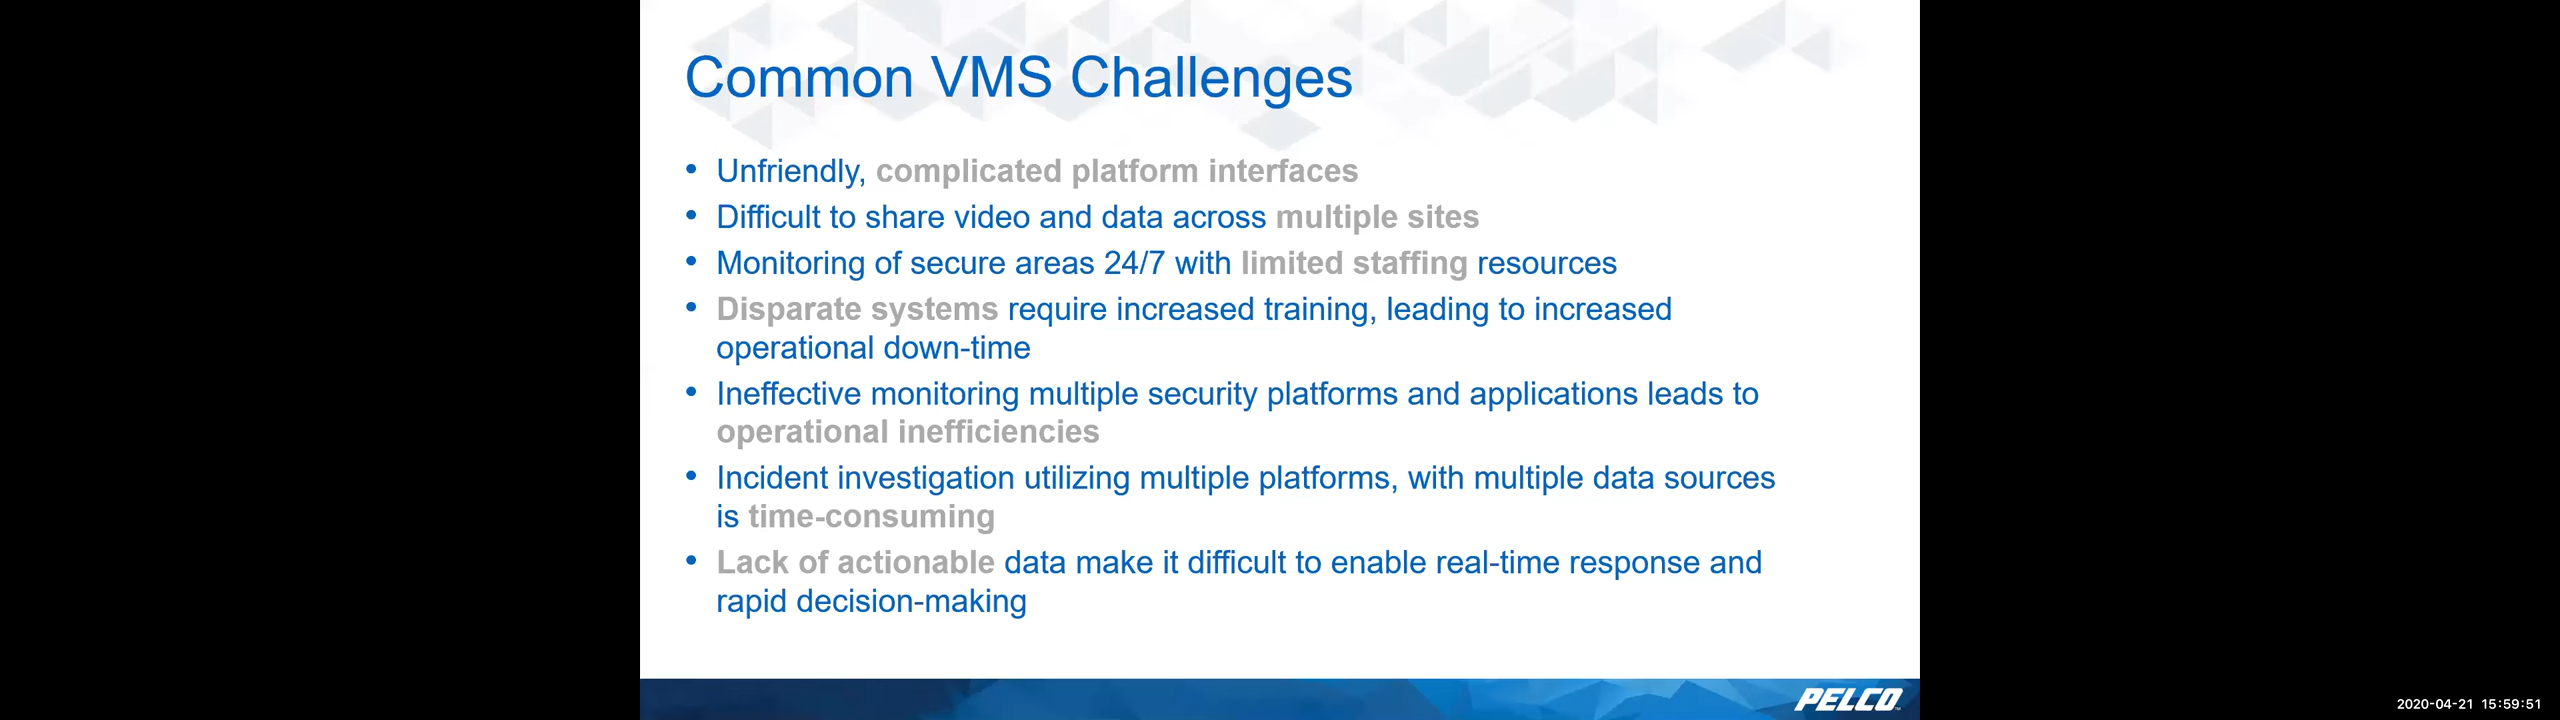 Common VMS Challenges
• Unfriendly, complicated platform interfaces
• Difficult to share video and data across multiple sites
• Monitoring of secure areas 24/7 with limited staffing resources
• Disparate systems require increased training, leading to increased
operational down-time
• Ineffective monitoring multiple security platforms and applications leads to
operational inefficiencies
• Incident investigation utilizing multiple platforms, with multiple data sources
is time-consuming
• Lack of actionable data make it difficult to enable real-time response and
rapid decision-making
PELCO
2020-04-21 15:59:51